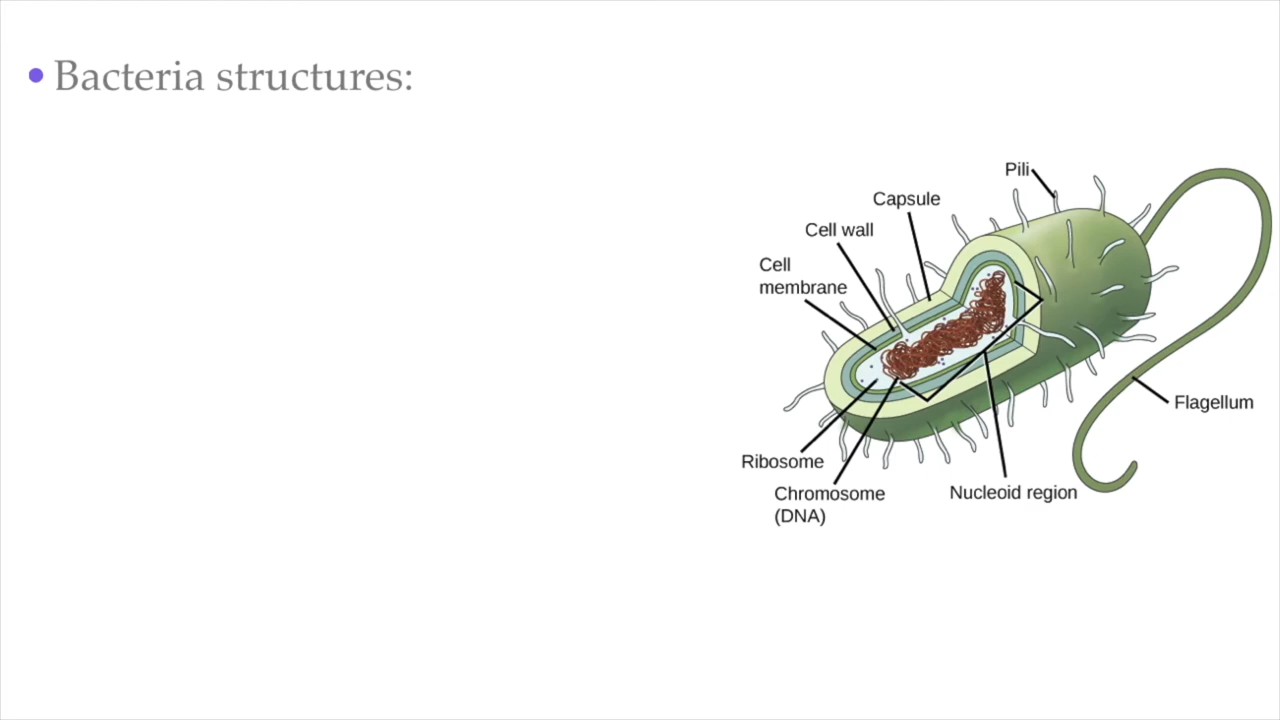 • Bacteria structures:
Pili
Capsule
Cell wall
Cell
membrane
Flagellum
Ribosome
Chromosome
(DNA)
Nucleoid region